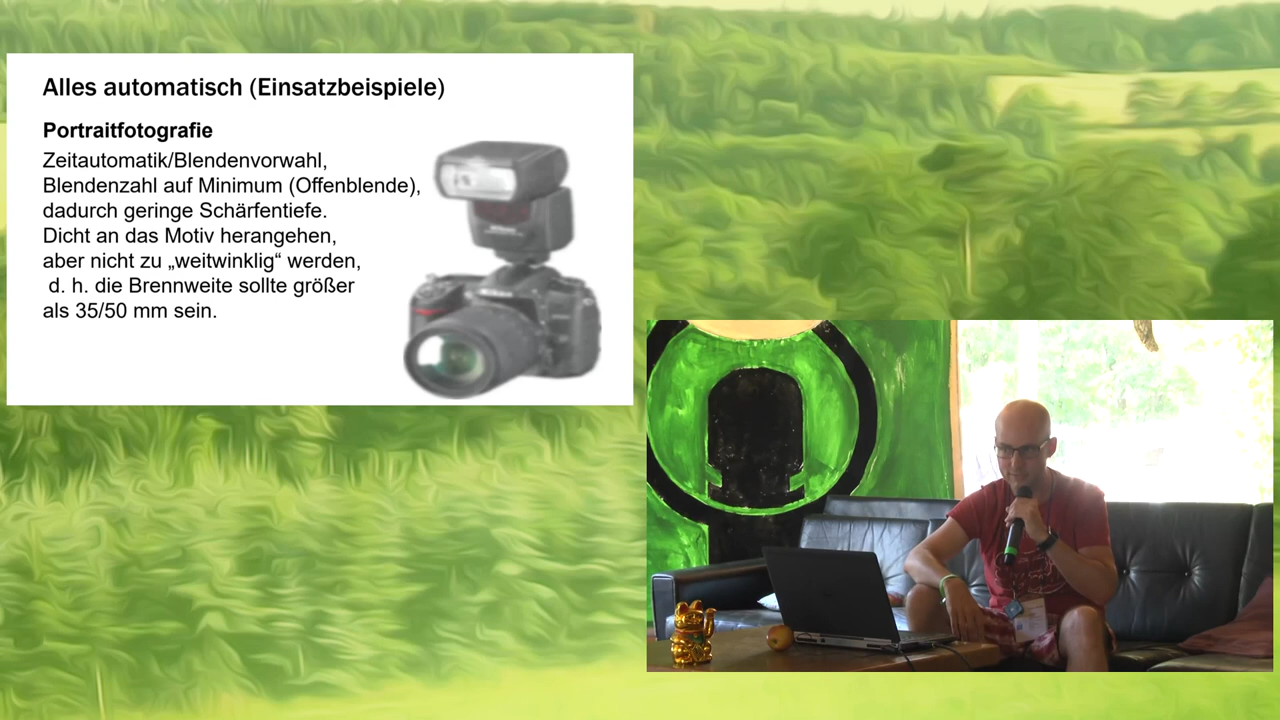 Alles automatisch (Einsatzbeispiele)
Portraitfotografie
Zeitautomatik/Blendenvorwahl,
Blendenzahl auf Minimum (Offenblende),
dadurch geringe Schärfentiefe.
Dicht an das Motiv herangehen,
aber nicht zu „weitwinklig“ werden,
d. h. die Brennweite sollte größer
als 35/50 mm sein.